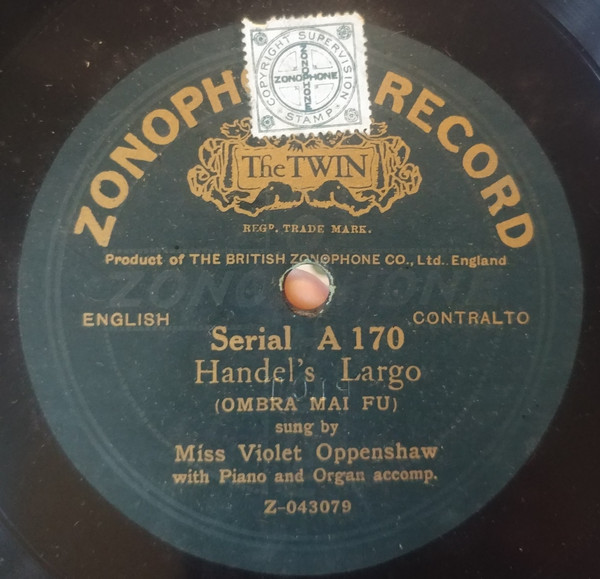 COPYRIGHT SUPERVISION
ZONOPHONE
ZONOPHONE
STAMP
ZONOPHONE RECORD
The TWIN
REGD. TRADE MARK.
Product of THE BRITISH ZONOPHONE CO., Ltd. England
ZONOPHONE
ENGLISH CONTRALTO
Serial A 170
Handel's Largo
(OMBRA MAI FU)
sung by
Miss Violet Oppenshaw
with Piano and Organ accomp.
Z-043079